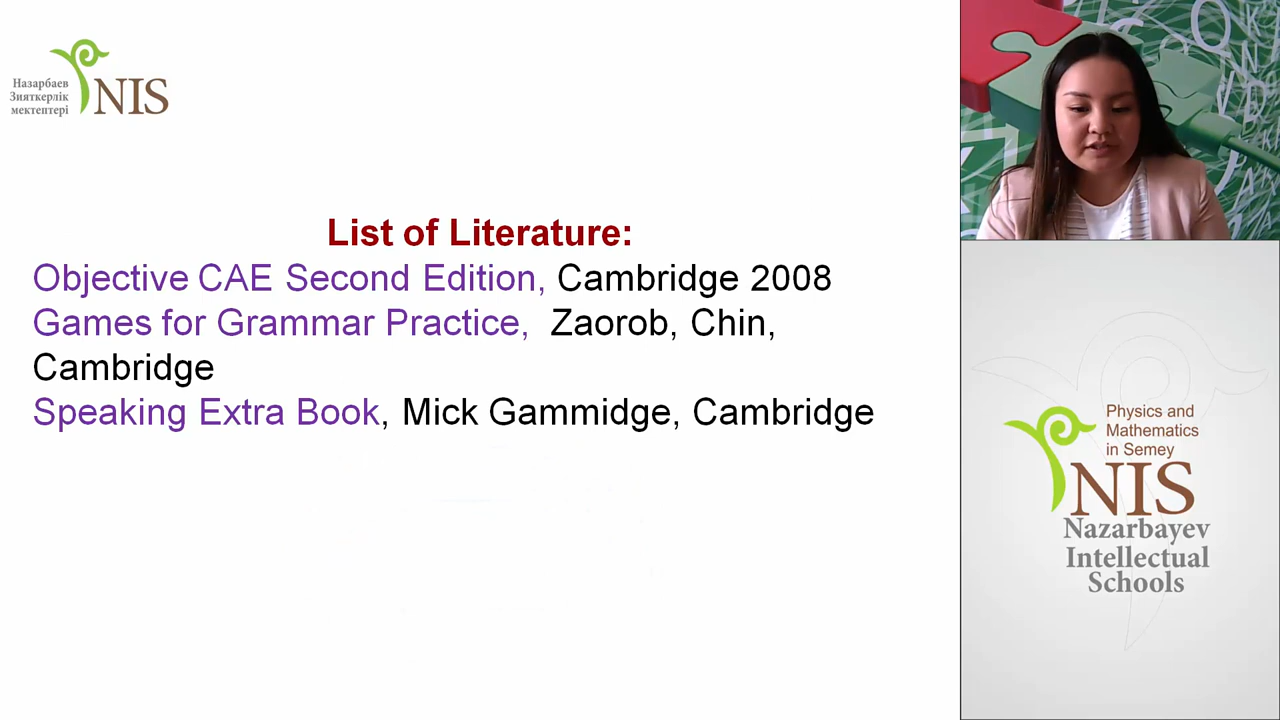 Назарбаев
Зияткерлік
мектептері
NIS
List of Literature:
Objective CAE Second Edition, Cambridge 2008
Games for Grammar Practice,  Zaorob, Chin,
Cambridge
Speaking Extra Book, Mick Gammidge, Cambridge
Physics and
Mathematics
in Semey
NIS
Nazarbayev
Intellectual
Schools